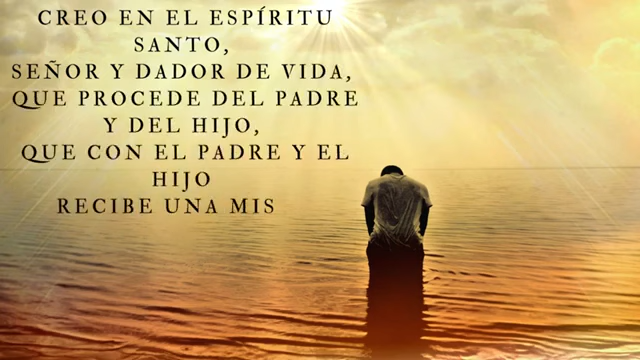 CREO EN EL ESPÍRITU
SANTO,
SEÑOR Y DADOR DE VIDA,
QUE PROCEDE DEL PADRE
Y DEL HIJO,
QUE CON EL PADRE Y EL
HIJO
RECIBE UNA MIS